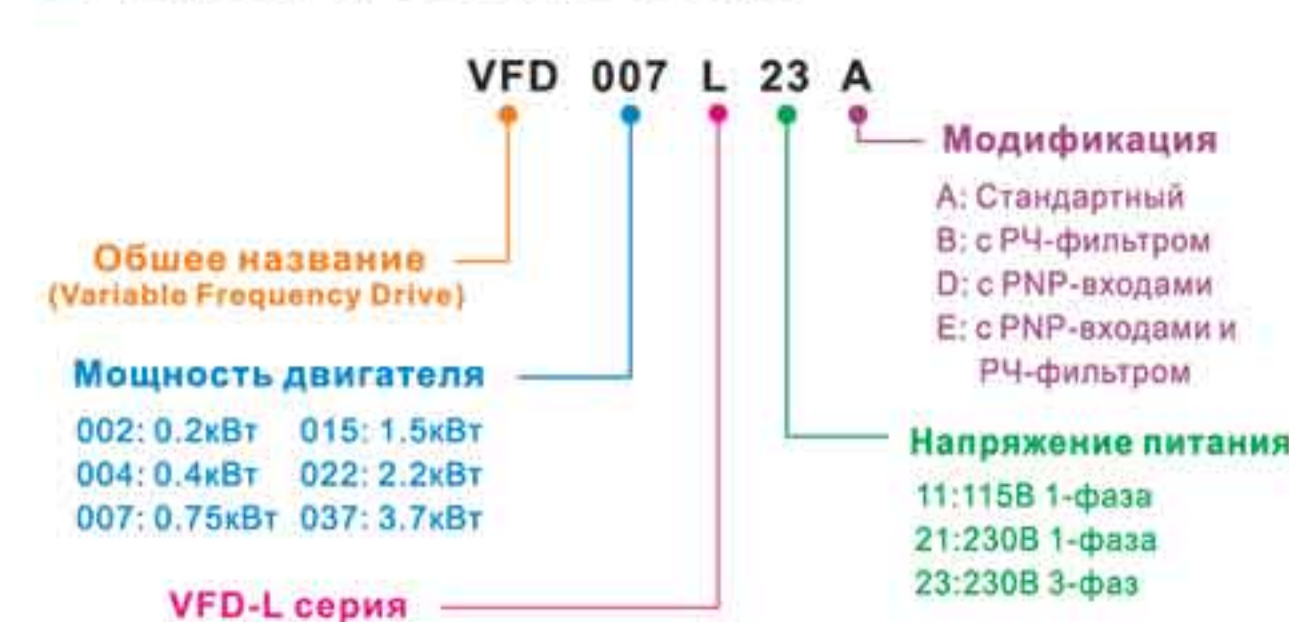 VFD 007 L 23 A
Модификация
A: Стандартный
B: с РЧ-фильтром
D: с PNP-входами
E: с PNP-входами и
РЧ-фильтром
Обшее название
(Variable Frequency Drive)
Мощность двигателя
002: 0.2кВт 015: 1.5кВт
004: 0.4кВт 022: 2.2кВт
007: 0.75кВт 037: 3.7кВт
Напряжение питания
11:115В 1-фаза
21:230В 1-фаза
23:230В 3-фаз
VFD-L серия